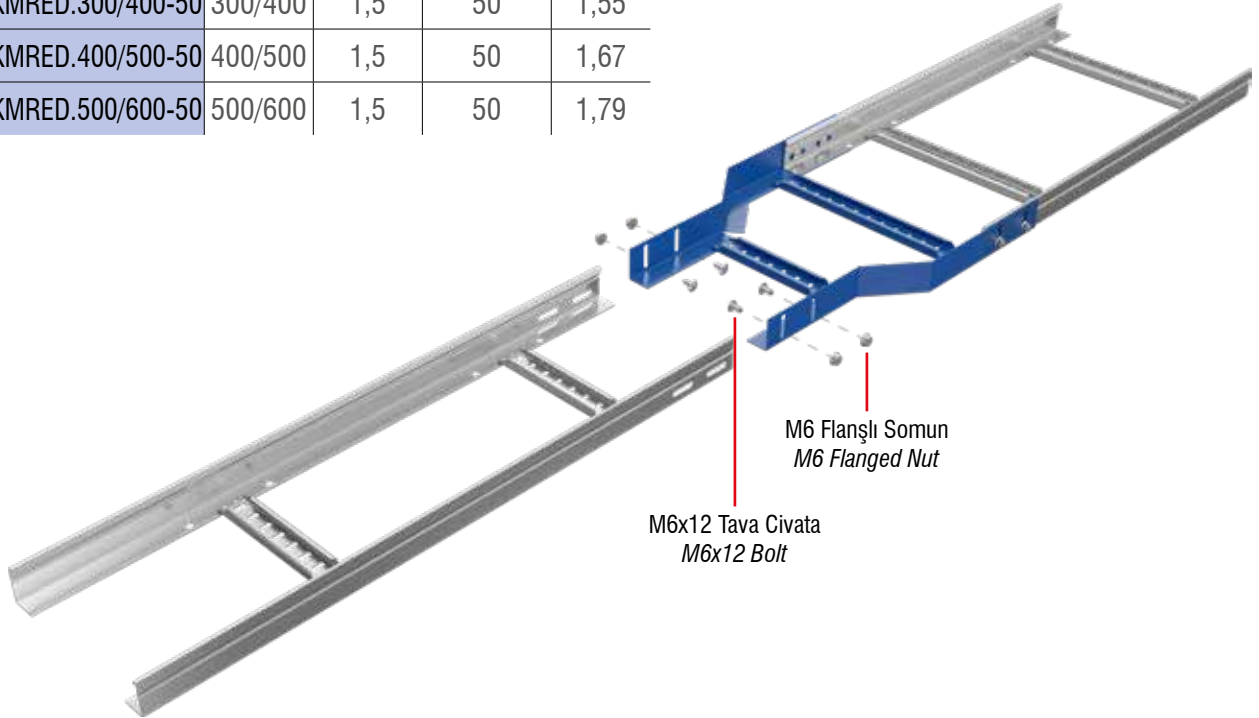 KMRED.300/400-50 300/400 1,5 50 1,55
KMRED.400/500-50 400/500 1,5 50 1,67
KMRED.500/600-50 500/600 1,5 50 1,79
M6 Flanşlı Somun
M6 Flanged Nut
M6x12 Tava Civata
M6x12 Bolt